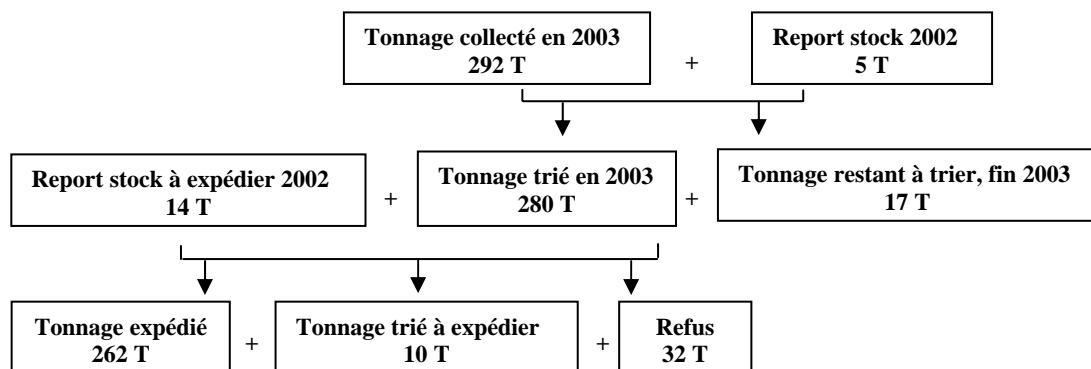 Tonnage collecté en 2003
292 T
+
Report stock 2002
5 T
Report stock à expédier 2002
14 T
+
Tonnage trié en 2003
280 T
+
Tonnage restant à trier, fin 2003
17 T
Tonnage expédié
262 T
+
Tonnage trié à expédier
10 T
+
Refus
32 T